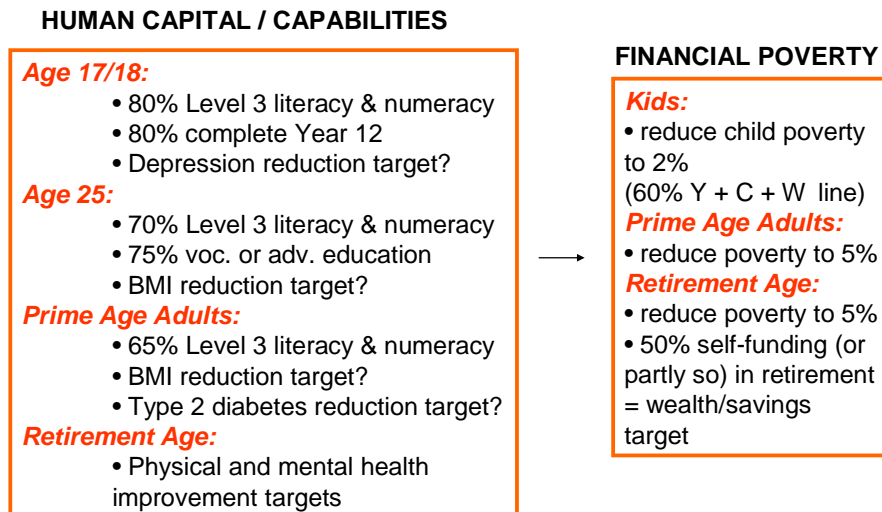 HUMAN CAPITAL / CAPABILITIES
Age 17/18:
• 80% Level 3 literacy & numeracy
• 80% complete Year 12
• Depression reduction target?
Age 25:
• 70% Level 3 literacy & numeracy
• 75% voc. or adv. education
• BMI reduction target?
Prime Age Adults:
• 65% Level 3 literacy & numeracy
• BMI reduction target?
• Type 2 diabetes reduction target?
Retirement Age:
• Physical and mental health
improvement targets
FINANCIAL POVERTY
Kids:
• reduce child poverty
to 2%
(60% Y + C + W line)
Prime Age Adults:
• reduce poverty to 5%
Retirement Age:
• reduce poverty to 5%
• 50% self-funding (or
partly so) in retirement
= wealth/savings
target